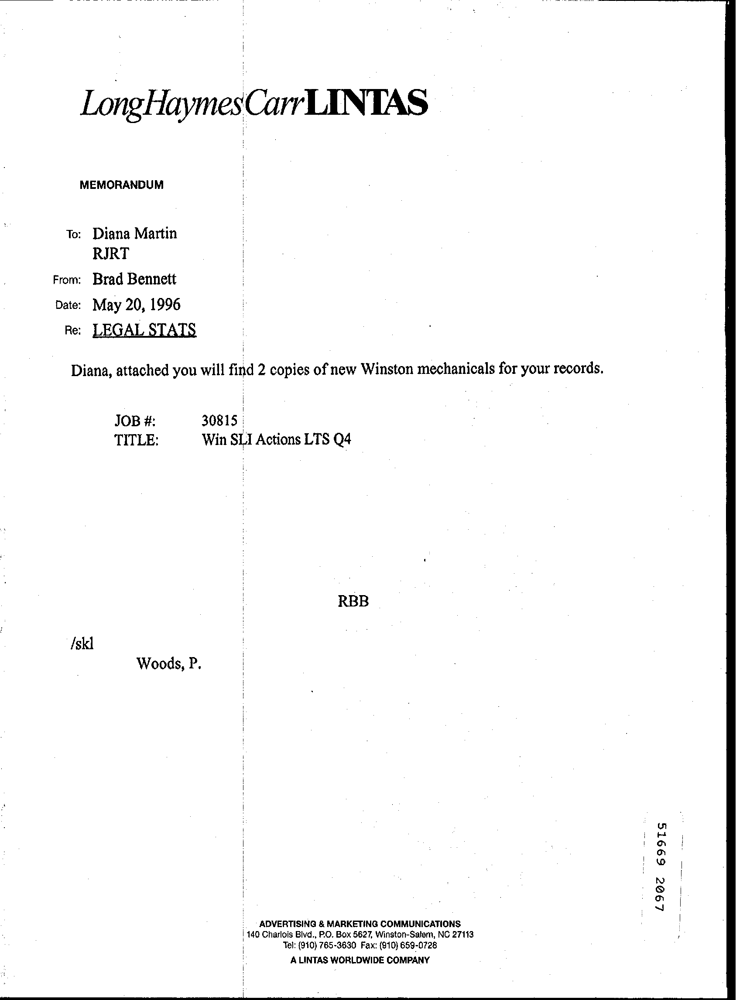 LongHaymesCarrLINTAS
MEMORANDUM
To: Diana Martin
RJRT
From: Brad Bennett
Date: May 20, 1996
Re: LEGAL STATS
Diana, attached you will find 2 copies of new Winston mechanicals for your records.
JOB #: 30815
TITLE: Win SLI Actions LTS Q4
RBB
/skl
Woods, P.
51669 2067
ADVERTISING & MARKETING COMMUNICATIONS
140 Charlois Blvd., P.O. Box 5627, Winston-Salem, NC 27113
Tel: (910) 765-3630 Fax: (910) 659-0728
A LINTAS WORLDWIDE COMPANY